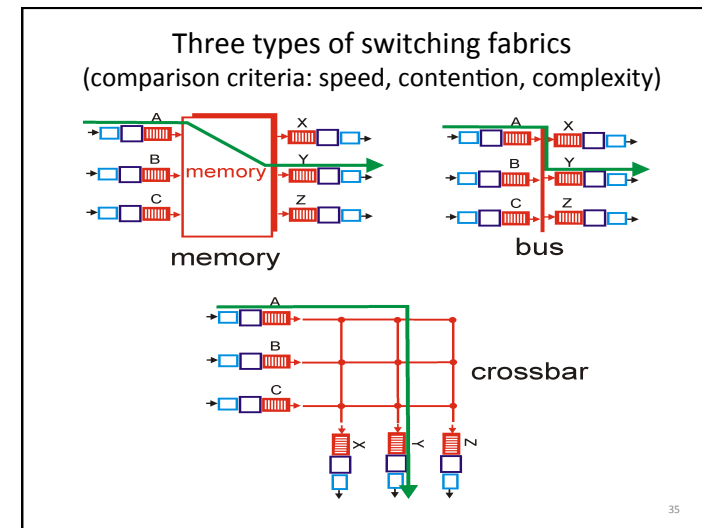 Three types of switching fabrics
(comparison criteria: speed, contention, complexity)
A
X
A
X
B
memory
Y
B
Y
C
Z
C
Z
memory
bus
A
B
crossbar
C
X
Y
Z
35